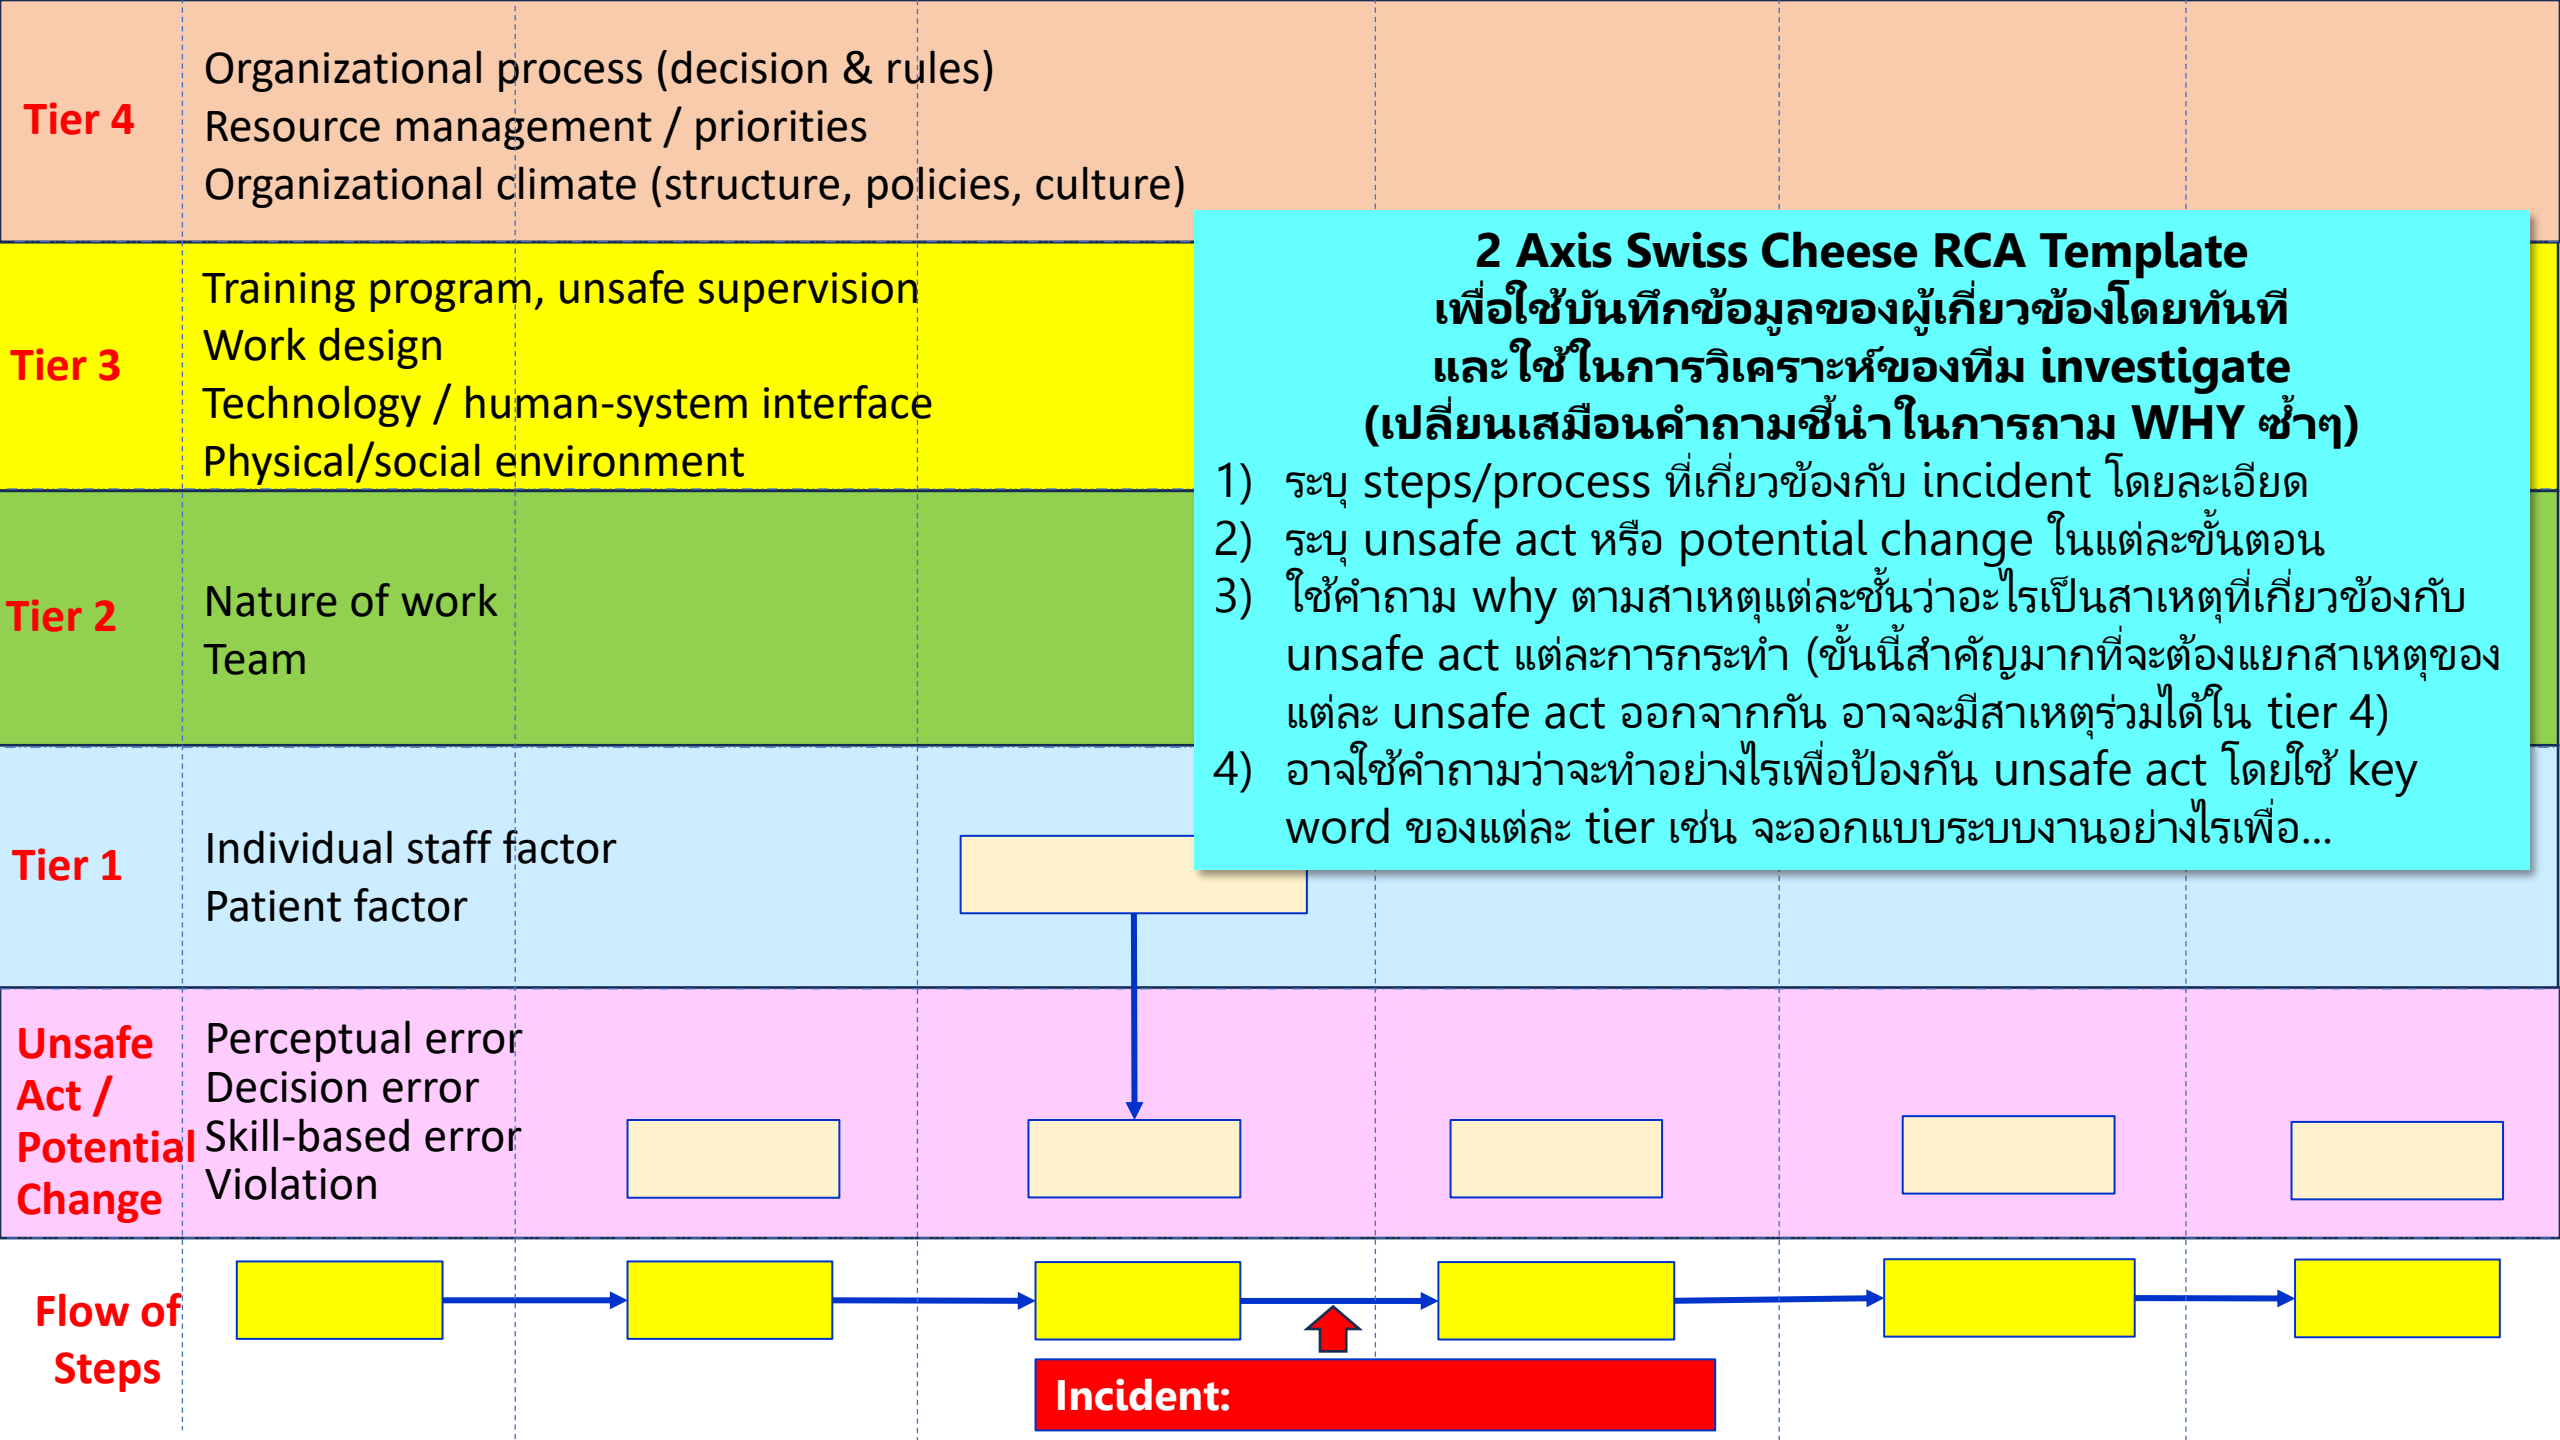 Tier 4
Organizational process (decision & rules)
Resource management / priorities
Organizational climate (structure, policies, culture)
Tier 3
Training program, unsafe supervision
Work design
Technology / human-system interface
Physical/social environment
Tier 2
Nature of work
Team
Tier 1
Individual staff factor
Patient factor
Unsafe
Act /
Potential
Change
Perceptual error
Decision error
Skill-based error
Violation
Flow of
Steps
Incident:
2 Axis Swiss Cheese RCA Template
เพื่อใช้บันทึกข้อมูลของผู้เกี่ยวข้องโดยทันที
และใช้ในการวิเคราะห์ของทีม investigate
(เปลี่ยนเสมือนคำถามชี้นำในการถาม WHY ซ้ำๆ)
1) ระบุ steps/process ที่เกี่ยวข้องกับ incident โดยละเอียด
2) ระบุ unsafe act หรือ potential change ในแต่ละขั้นตอน
3) ใช้คำถาม why ตามสาเหตุแต่ละชั้นว่าอะไรเป็นสาเหตุที่เกี่ยวข้องกับ
unsafe act แต่ละการกระทำ (ขั้นนี้สำคัญมากที่จะต้องแยกสาเหตุของ
แต่ละ unsafe act ออกจากกัน อาจจะมีสาเหตุร่วมได้ใน tier 4)
4) อาจใช้คำถามว่าจะทำอย่างไรเพื่อป้องกัน unsafe act โดยใช้ key
word ของแต่ละ tier เช่น จะออกแบบระบบงานอย่างไรเพื่อ...